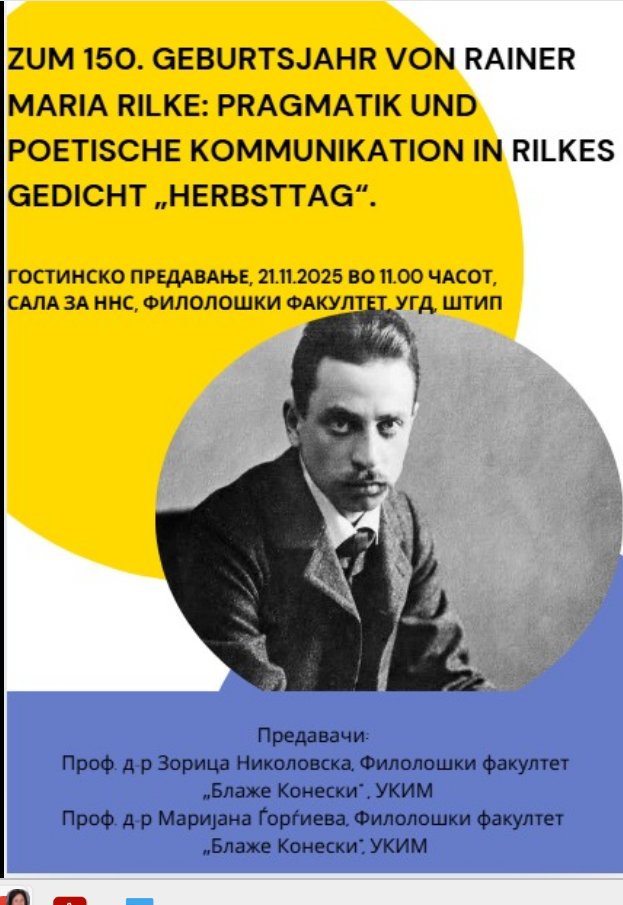 ZUM 150. GEBURTSJAHR VON RAINER
MARIA RILKE: PRAGMATIK UND
POETISCHE KOMMUNIKATION IN RILKES
GEDICHT „HERBSTTAG“.
ГОСТИНСКО ПРЕДАВАЊЕ, 21.11.2025 ВО 11.00 ЧАСОТ,
САЛА ЗА ННС, ФИЛОЛОШКИ ФАКУЛТЕТ, УГД, ШТИП
Предавачи:
Проф. д-р Зорица Николовска, Филолошки факултет
„Блаже Конески“, УКИМ
Проф. д-р Маријана Ѓорѓиева, Филолошки факултет
„Блаже Конески“, УКИМ